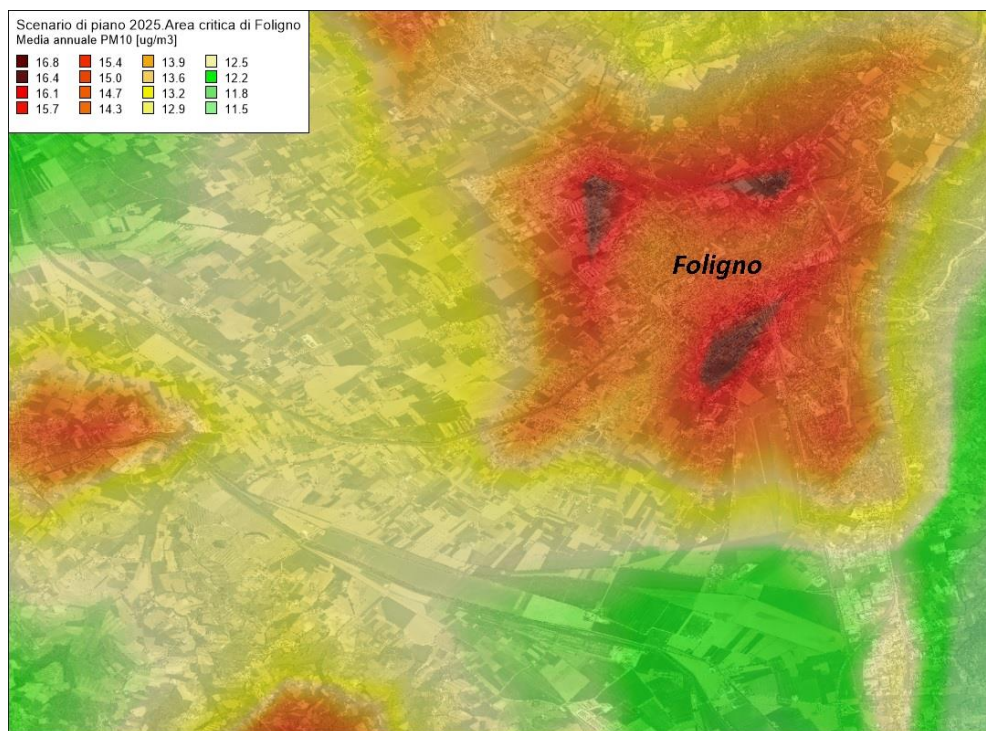 Scenario di piano 2025.Area critica di Foligno
Media annuale PM10 [ug/m3]
16.8 15.4 13.9 12.5
16.4 15.0 13.6 12.2
16.1 14.7 13.2 11.8
15.7 14.3 12.9 11.5
Foligno